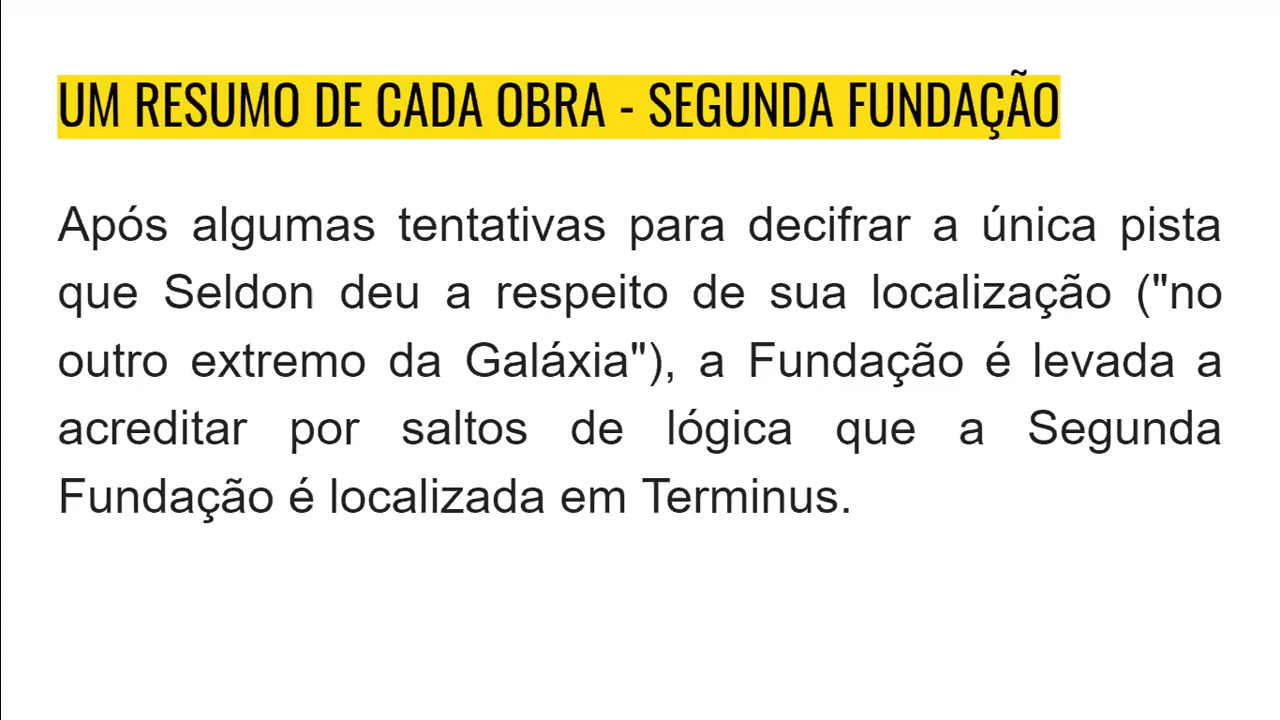 UM RESUMO DE CADA OBRA - SEGUNDA FUNDAÇÃO
Após algumas tentativas para decifrar a única pista
que Seldon deu a respeito de sua localização ("no
outro extremo da Galáxia"), a Fundação é levada a
acreditar por saltos de lógica que a Segunda
Fundação é localizada em Terminus.